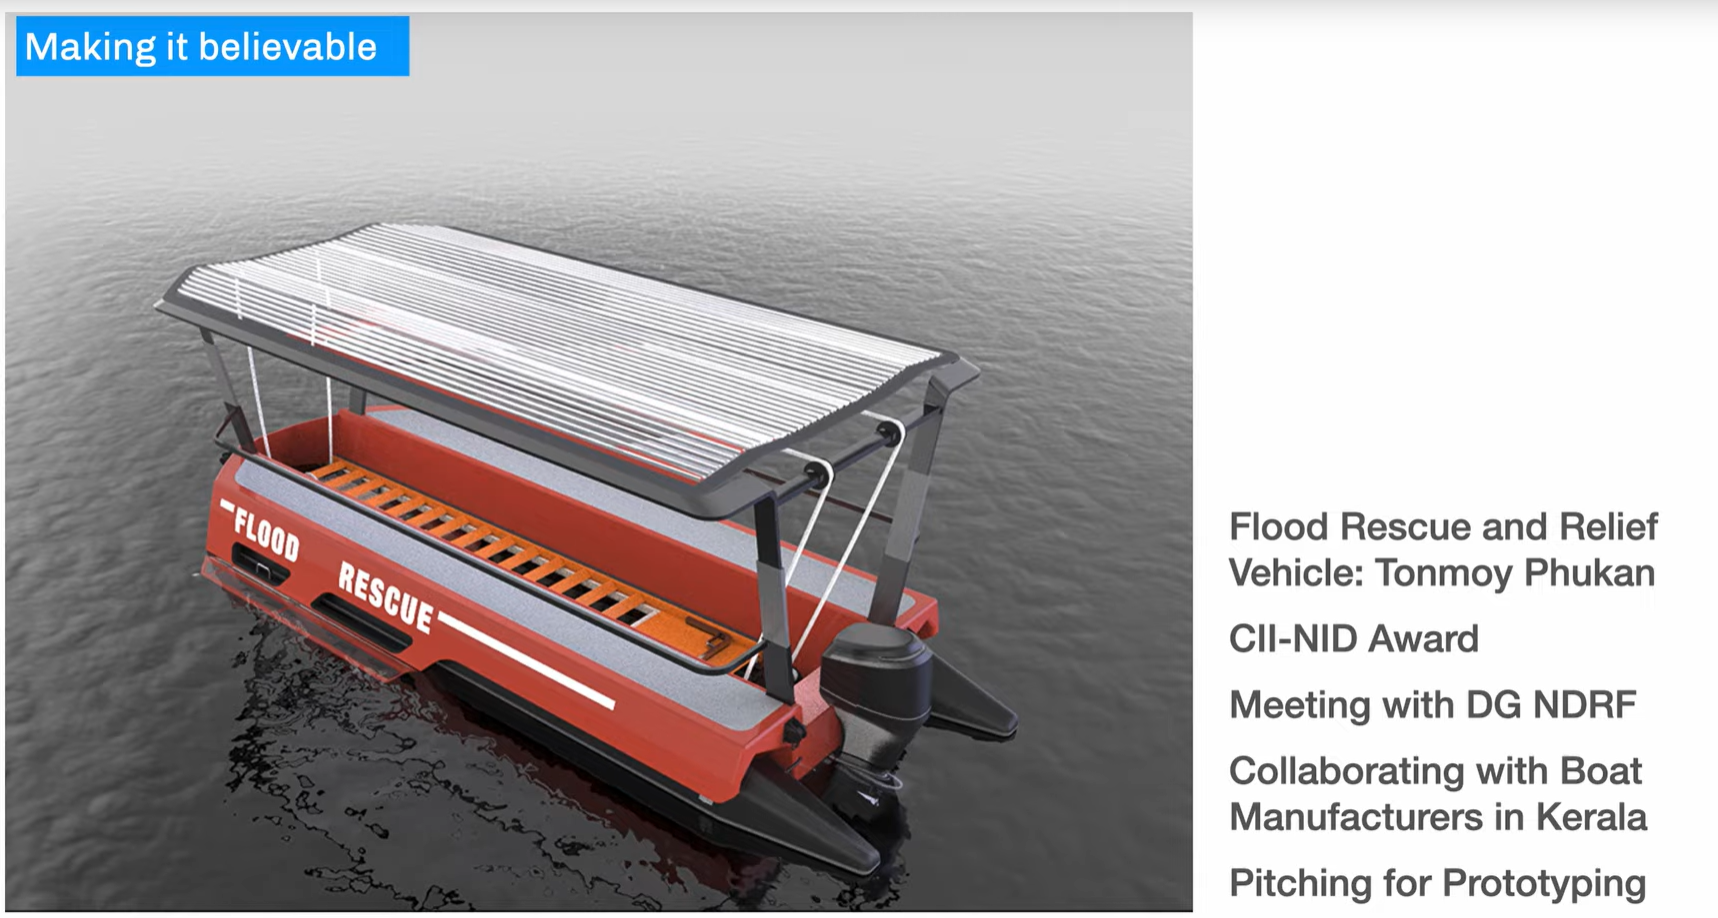 Making it believable
FLOOD RESCUE
Flood Rescue and Relief
Vehicle: Tonmoy Phukan
CII-NID Award
Meeting with DG NDRF
Collaborating with Boat
Manufacturers in Kerala
Pitching for Prototyping